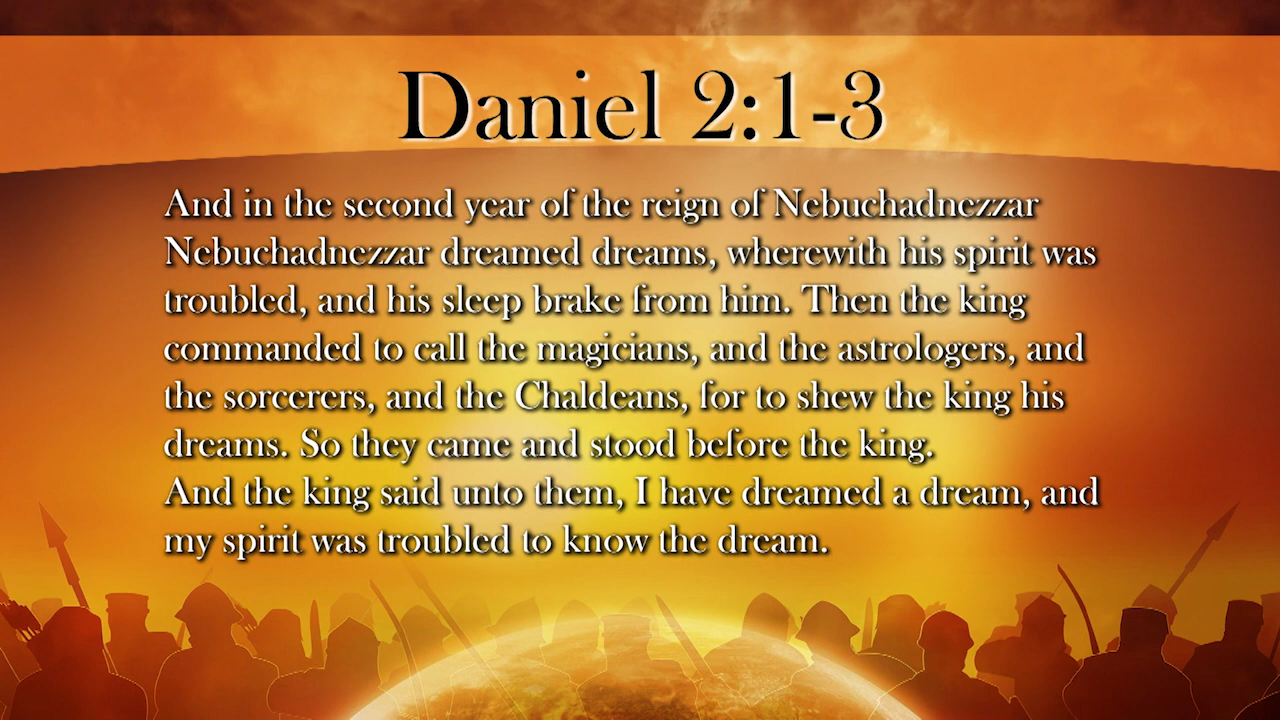 Daniel 2:1-3
And in the second year of the reign of Nebuchadnezzar
Nebuchadnezzar dreamed dreams, wherewith his spirit was
troubled, and his sleep brake from him. Then the king
commanded to call the magicians, and the astrologers, and
the sorcerers, and the Chaldeans, for to shew the king his
dreams. So they came and stood before the king.
And the king said unto them, I have dreamed a dream, and
my spirit was troubled to know the dream.